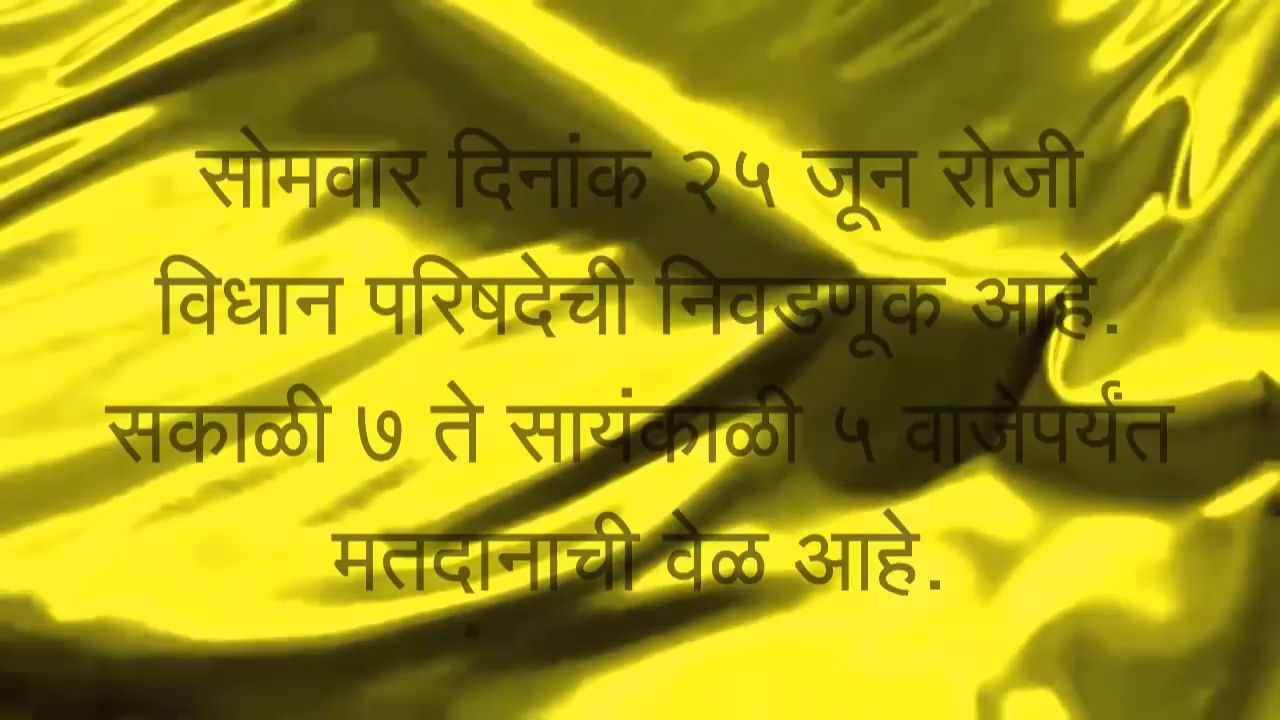 सोमवार दिनांक २५ जून रोजी
विधान परिषदेची निवडणूक आहे.
सकाळी ७ ते सायंकाळी ५ वाजेपर्यंत
मतदानाची वेळ आहे.